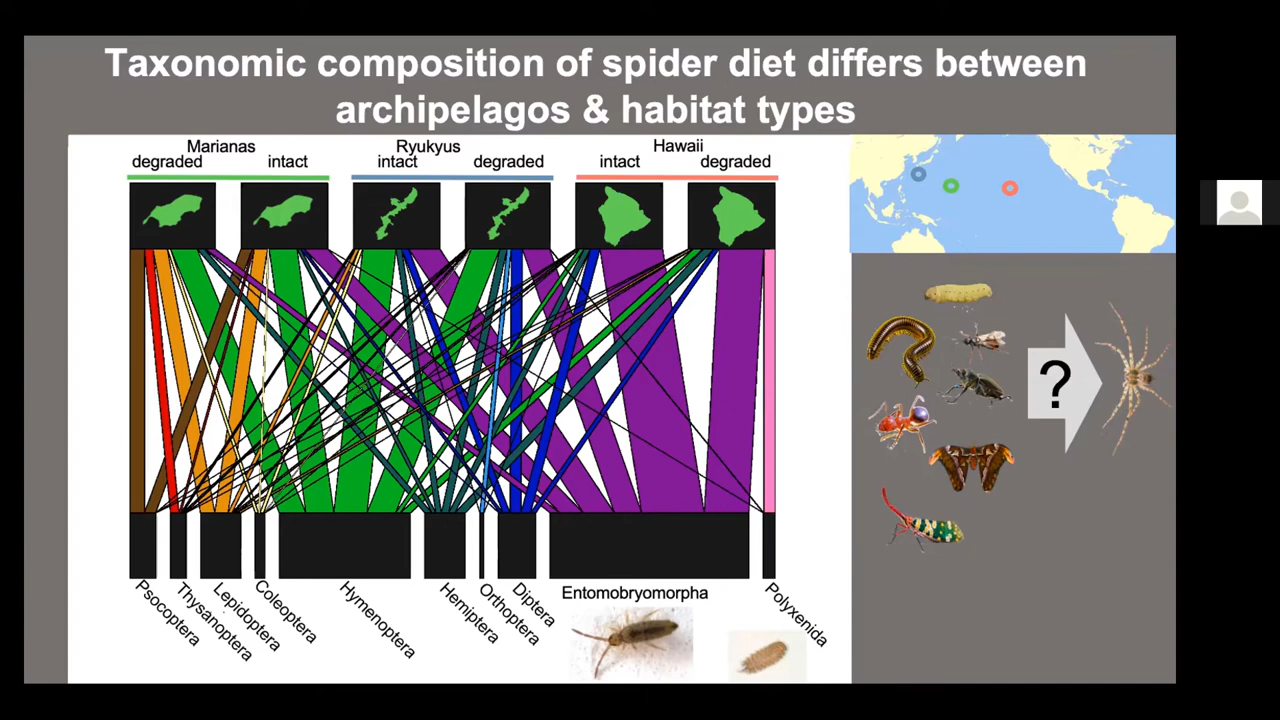 Taxonomic composition of spider diet differs between
archipelagos & habitat types
Marianas
Ryukyus
Hawaii
degraded
intact
intact
degraded
intact
degraded
?
Psocoptera
Thysanoptera
Lepidoptera
Coleoptera
Hymenoptera
Hemiptera
Orthoptera
Diptera
Entomobryomorpha
Polyxenida